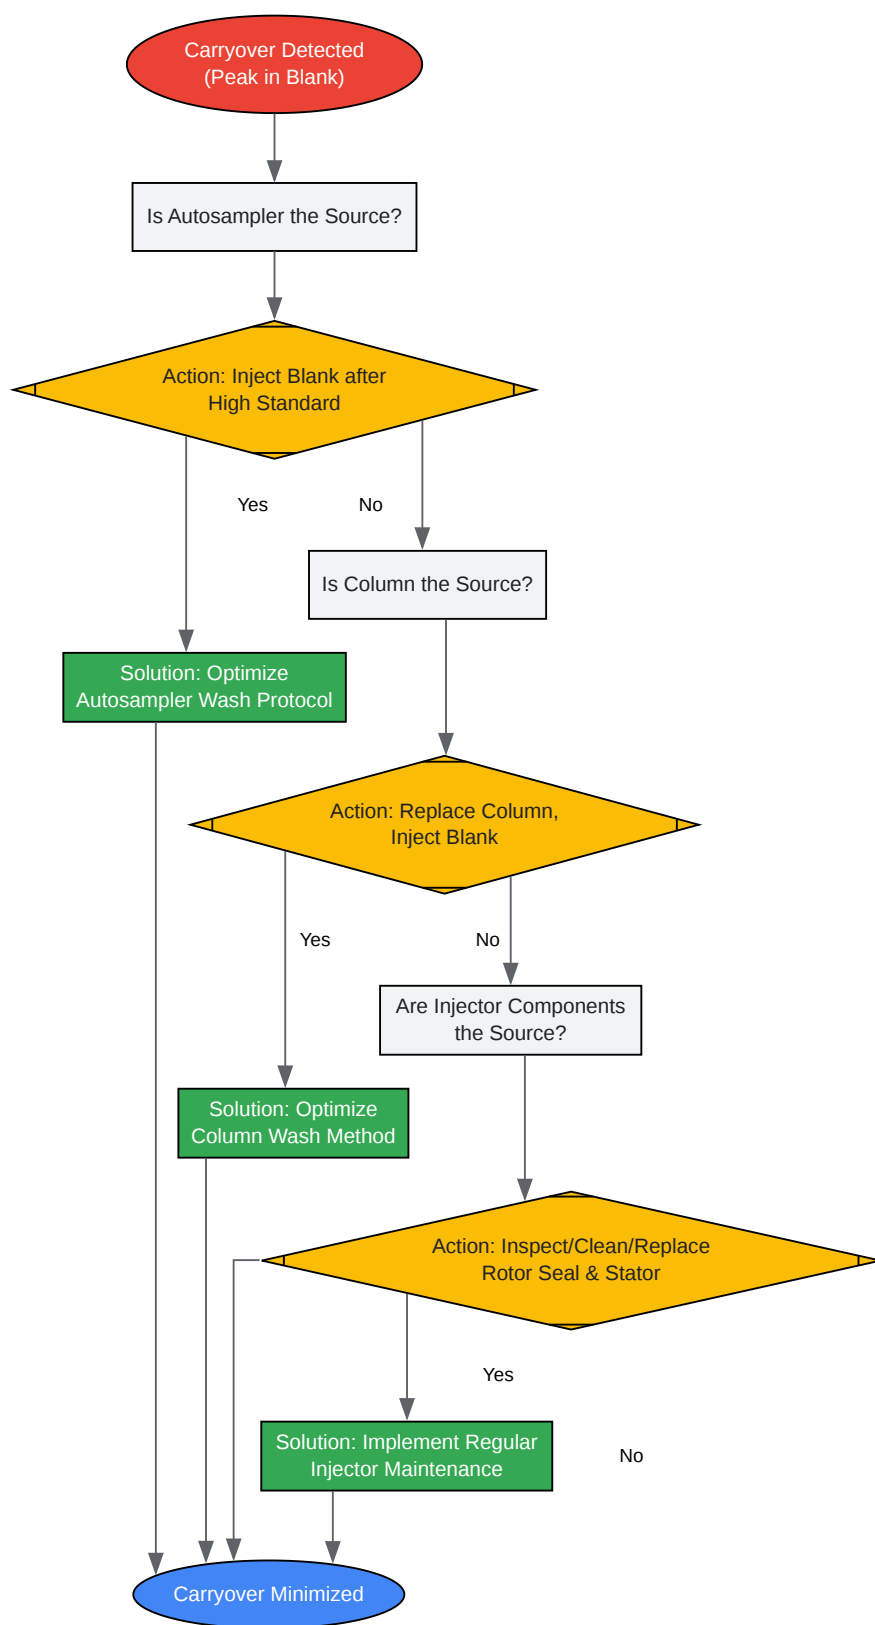 Carryover Detected
(Peak in Blank)
Is Autosampler the Source?
Action: Inject Blank after
High Standard
Yes
No
Is Column the Source?
Solution: Optimize
Autosampler Wash Protocol
Action: Replace Column,
Inject Blank
Yes
No
Are Injector Components
the Source?
Solution: Optimize
Column Wash Method
Action: Inspect/Clean/Replace
Rotor Seal & Stator
Yes
Solution: Implement Regular
Injector Maintenance
No
Carryover Minimized